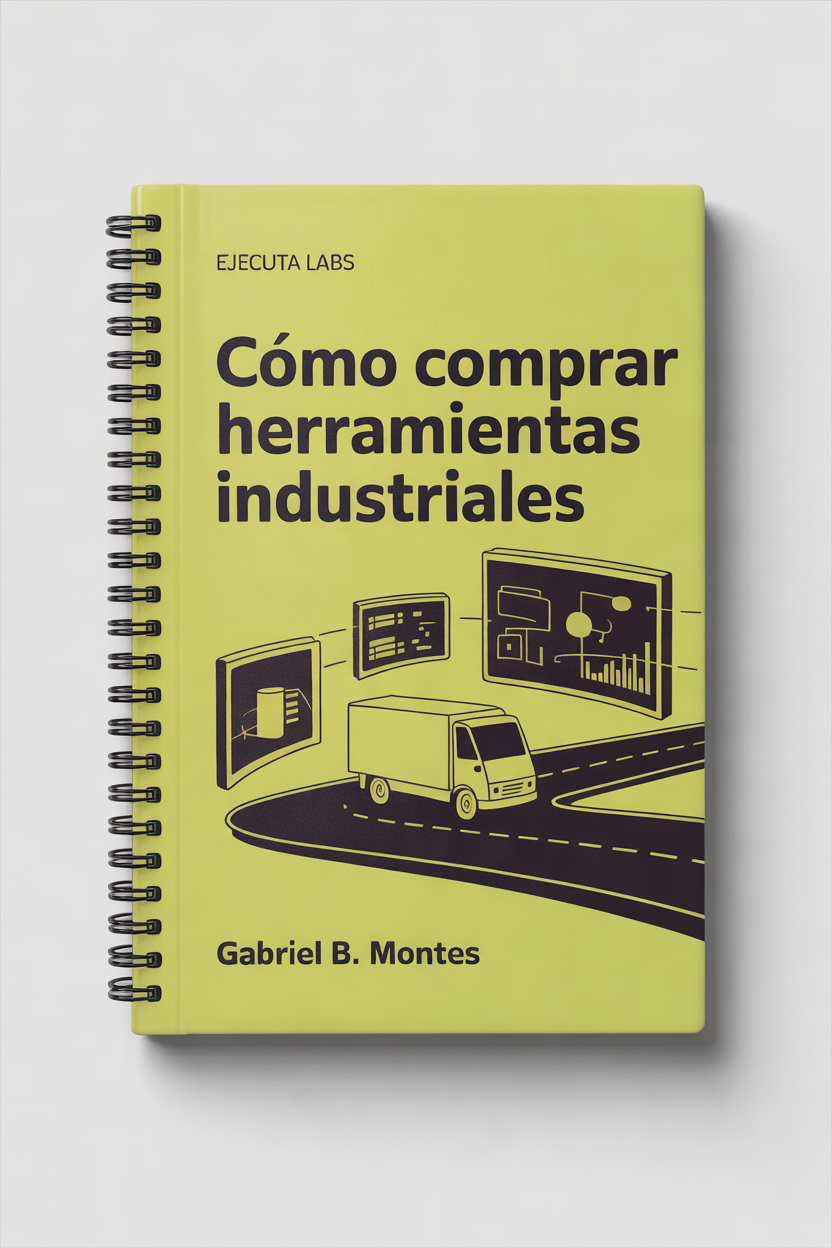 EJECUTA LABS
Cómo comprar
herramientas
industriales
Gabriel B. Montes